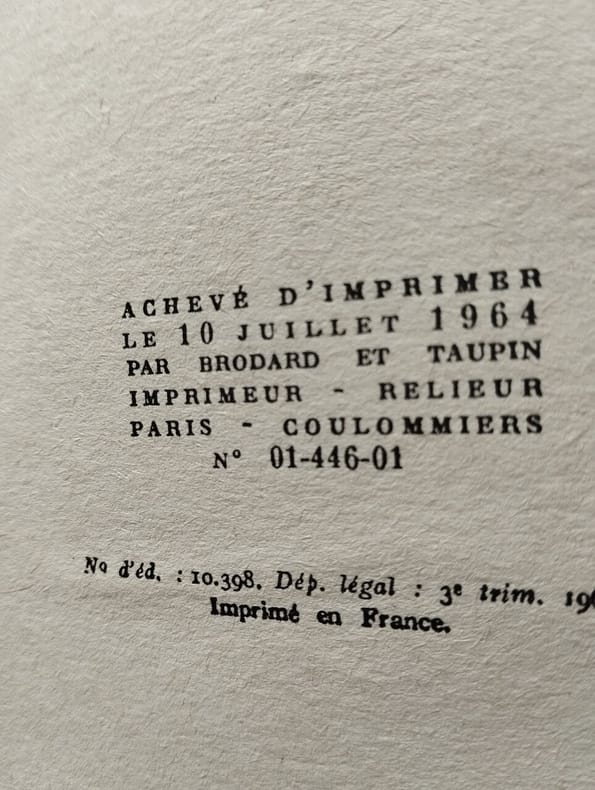 ACHEVÉ D'IMPRIMER
LE 10 JUILLET 1964
PAR BRODARD ET TAUPIN
IMPRIMEUR - RELIEUR
PARIS - COULOMMIERS
N° 01-446-01
No d'éd. : 10.398. Dép. légal : 3e trim.
Imprimé en France.